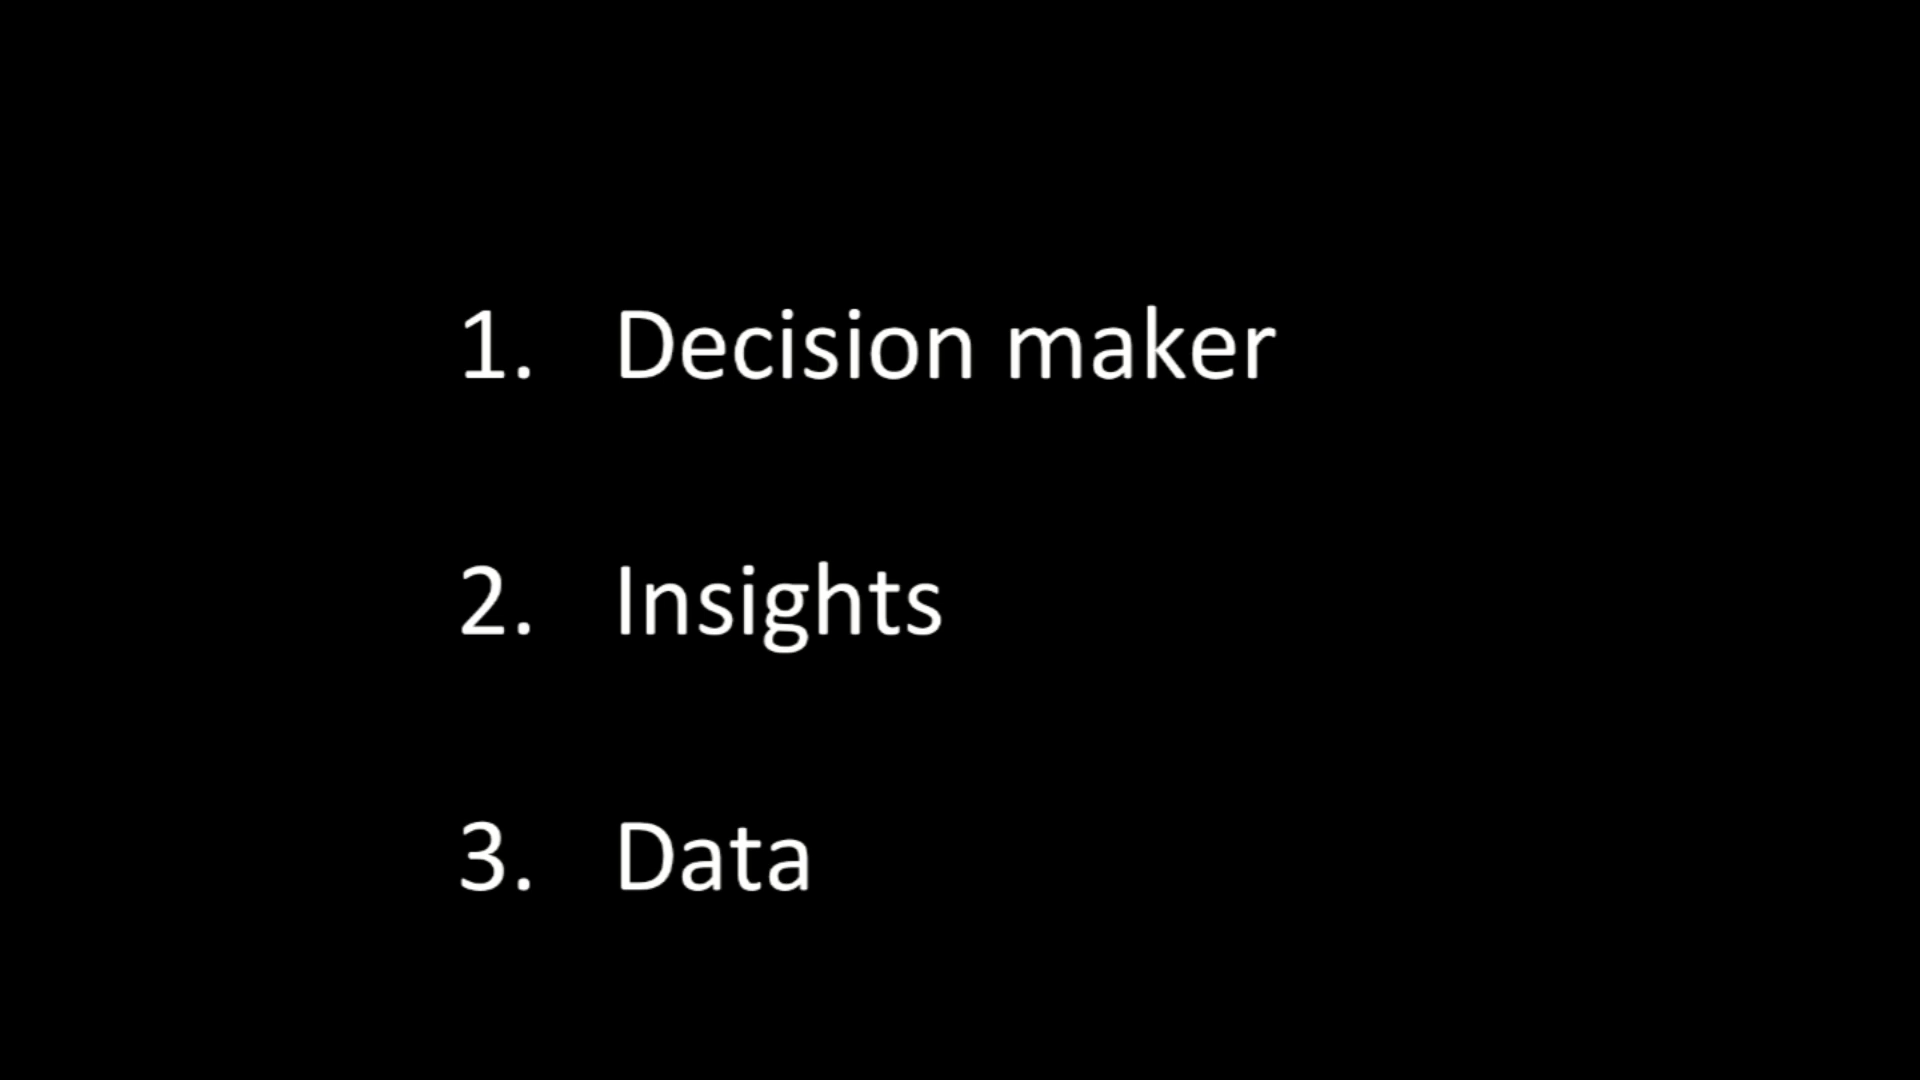 1. Decision maker
2. Insights
3. Data